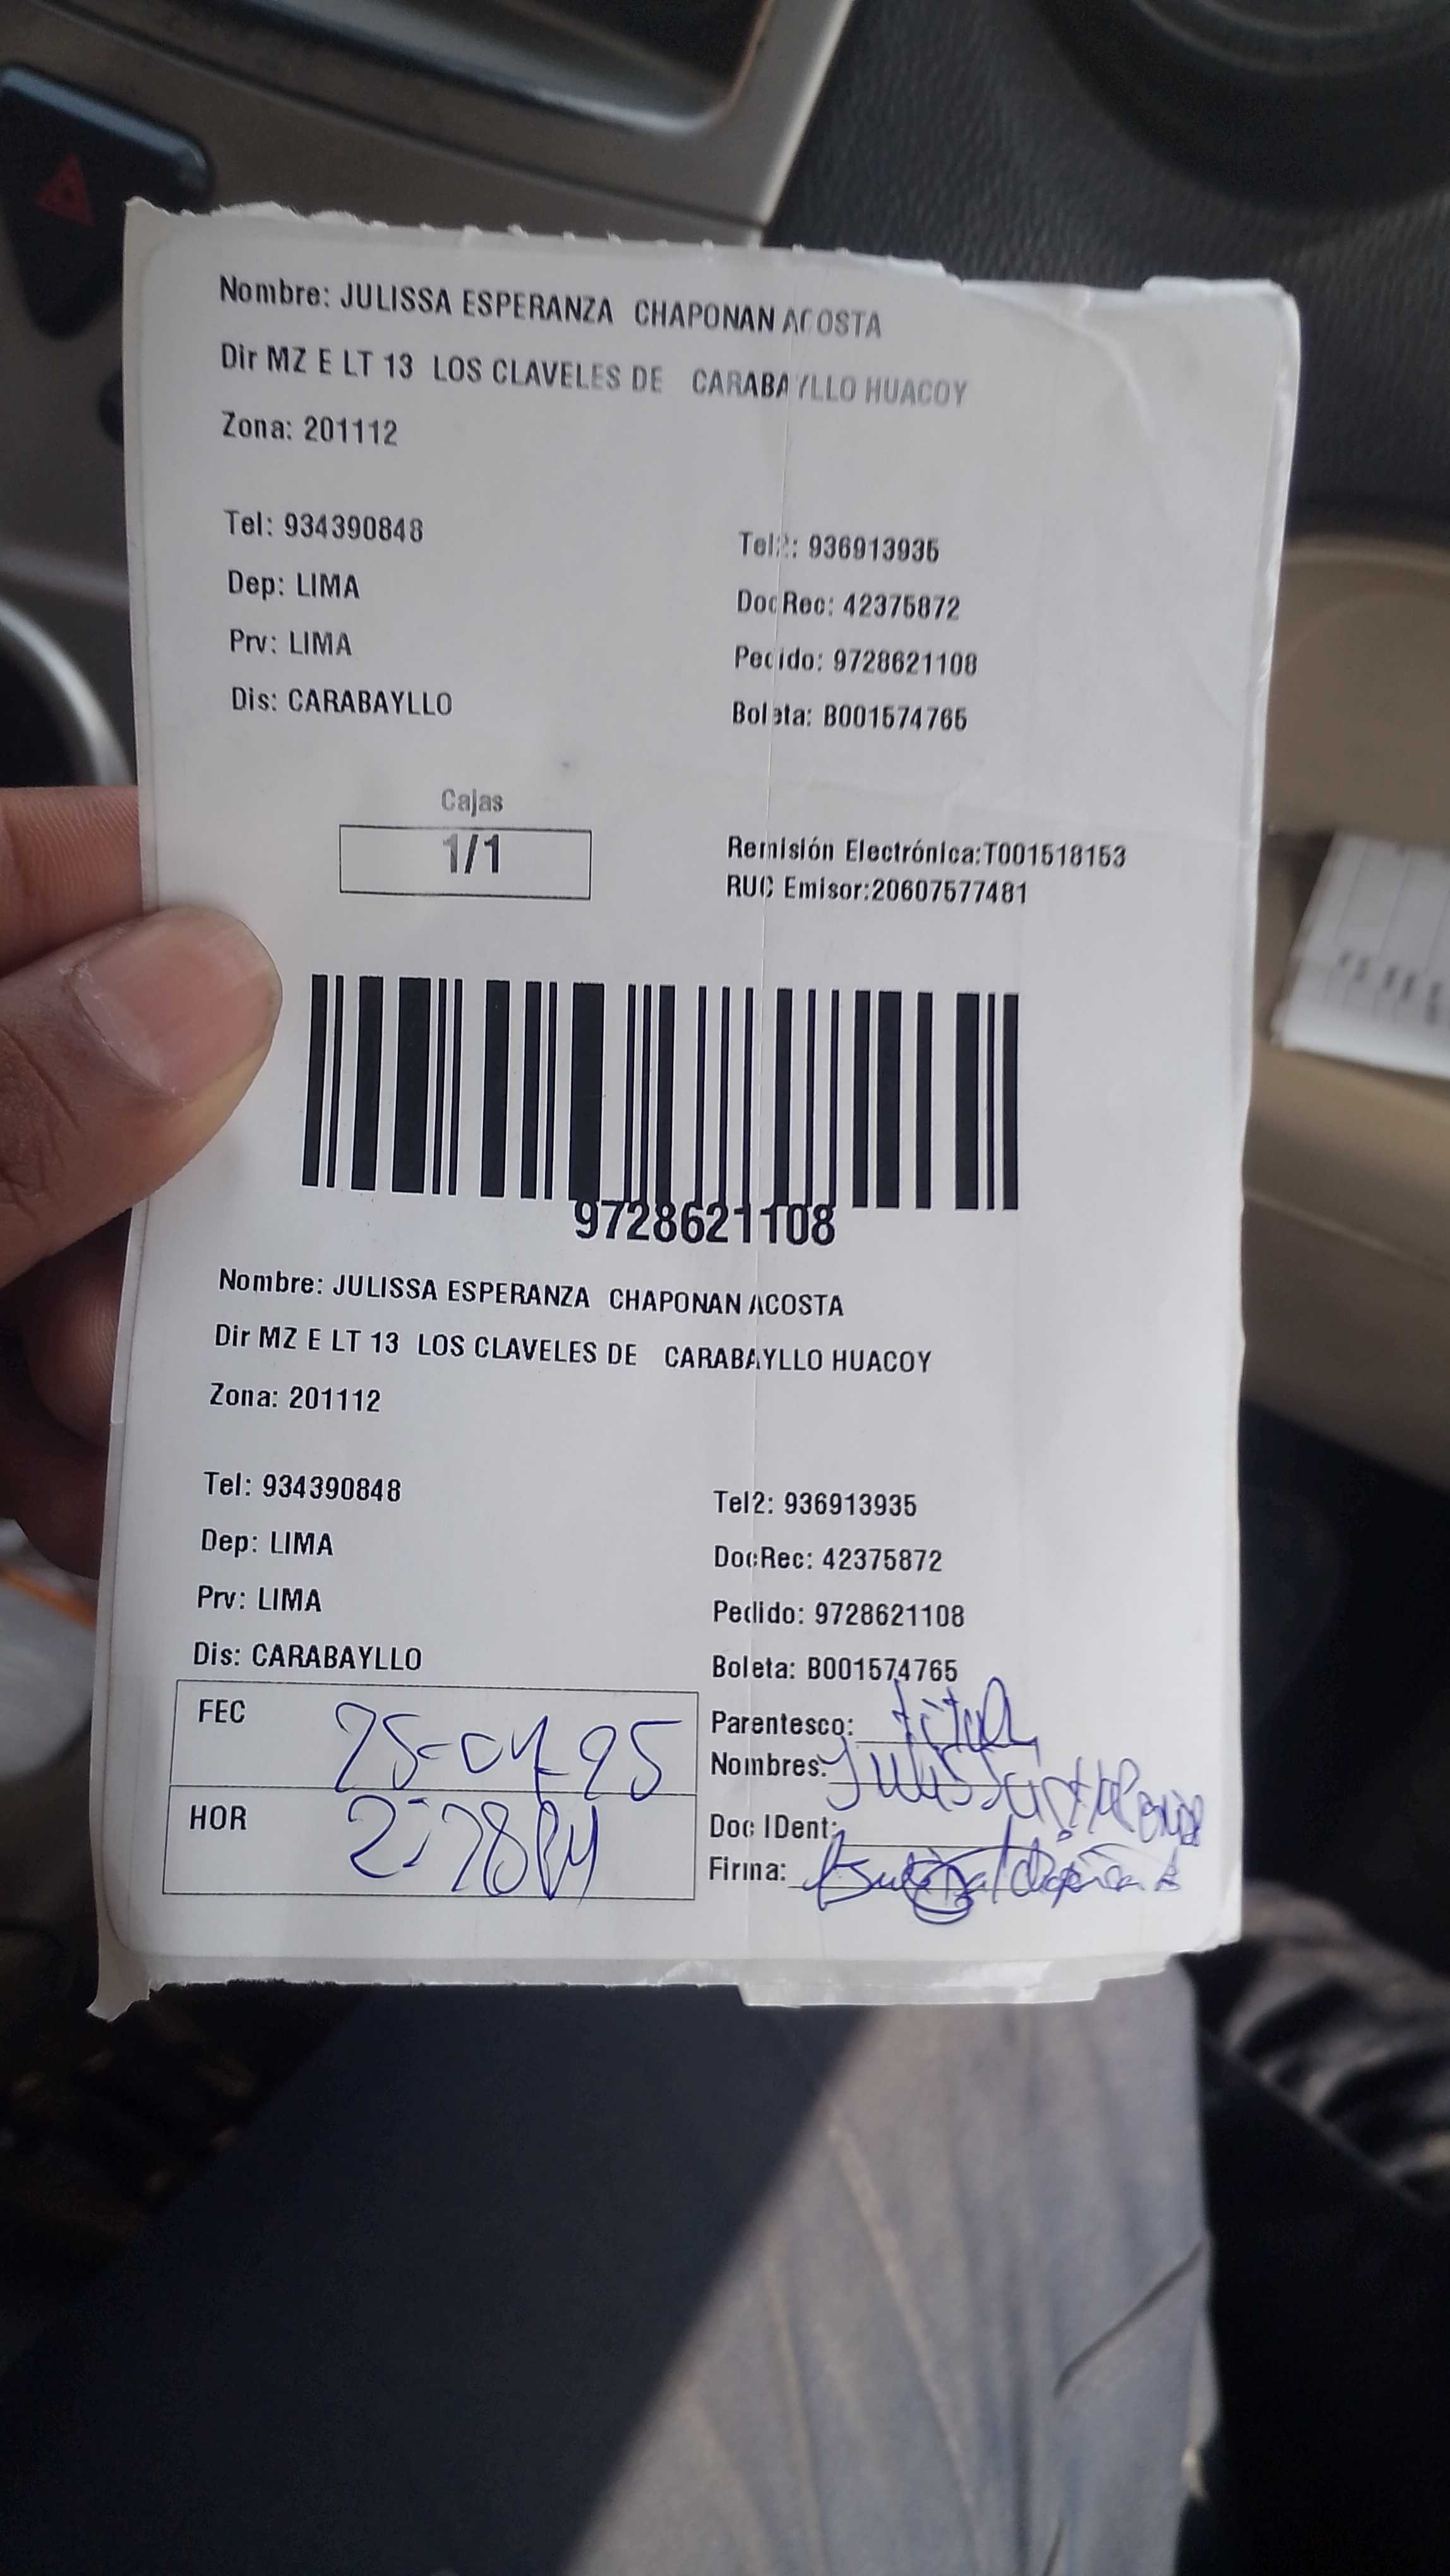 Nombre: JULISSA ESPERANZA CHAPONAN ACOSTA
Dir MZ E LT 13 LOS CLAVELES DE CARABAYLLO HUACOY
Zona: 201112
Tel: 934390848 Tel2: 936913935
Dep: LIMA DocRec: 42375872
Prv: LIMA Pedido: 9728621108
Dis: CARABAYLLO Boleta: B001574765
Cajas
1/1
Remisión Electrónica:T001518153
RUC Emisor:20607577481
9728621108
Nombre: JULISSA ESPERANZA CHAPONAN ACOSTA
Dir MZ E LT 13 LOS CLAVELES DE CARABAYLLO HUACOY
Zona: 201112
Tel: 934390848 Tel2: 936913935
Dep: LIMA DocRec: 42375872
Prv: LIMA Pedido: 9728621108
Dis: CARABAYLLO Boleta: B001574765
FEC 25-04-25
Parentesco: titul
Nombres: Julissa
HOR
Doc IDent:
Firma: